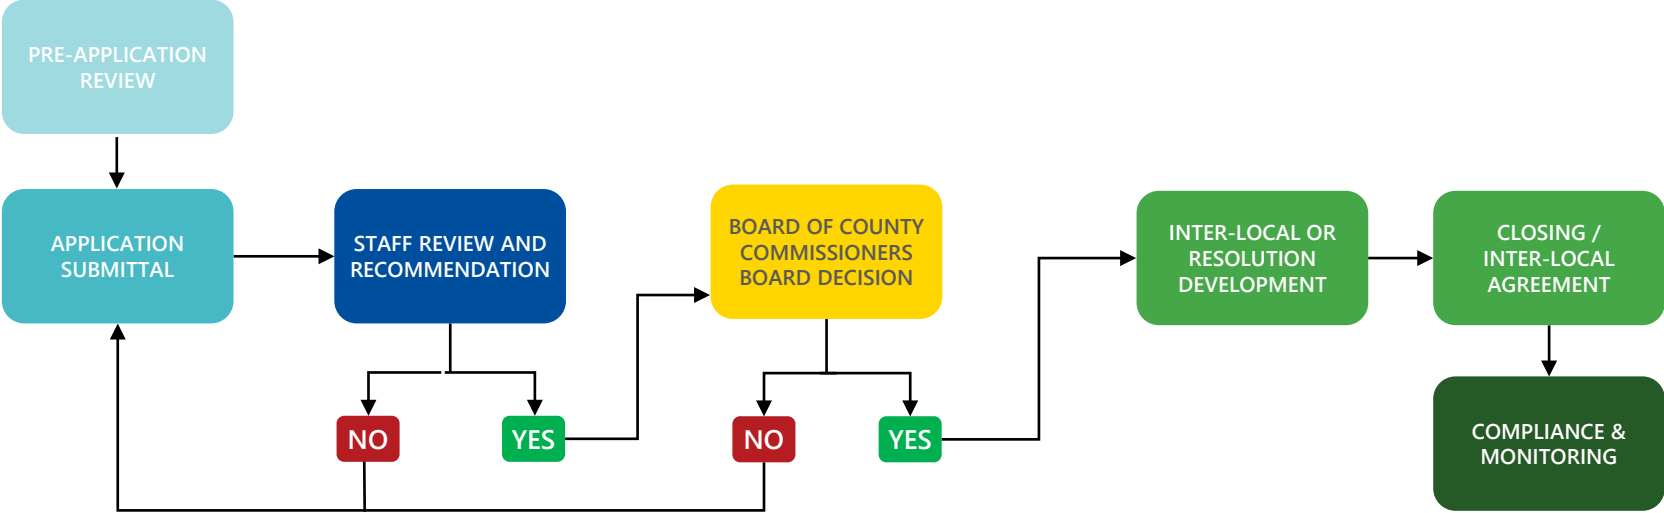 PRE-APPLICATION
REVIEW
APPLICATION
SUBMITTAL
STAFF REVIEW AND
RECOMMENDATION
NO
YES
BOARD OF COUNTY
COMMISSIONERS
BOARD DECISION
NO
YES
INTER-LOCAL OR
RESOLUTION
DEVELOPMENT
CLOSING /
INTER-LOCAL
AGREEMENT
COMPLIANCE &
MONITORING